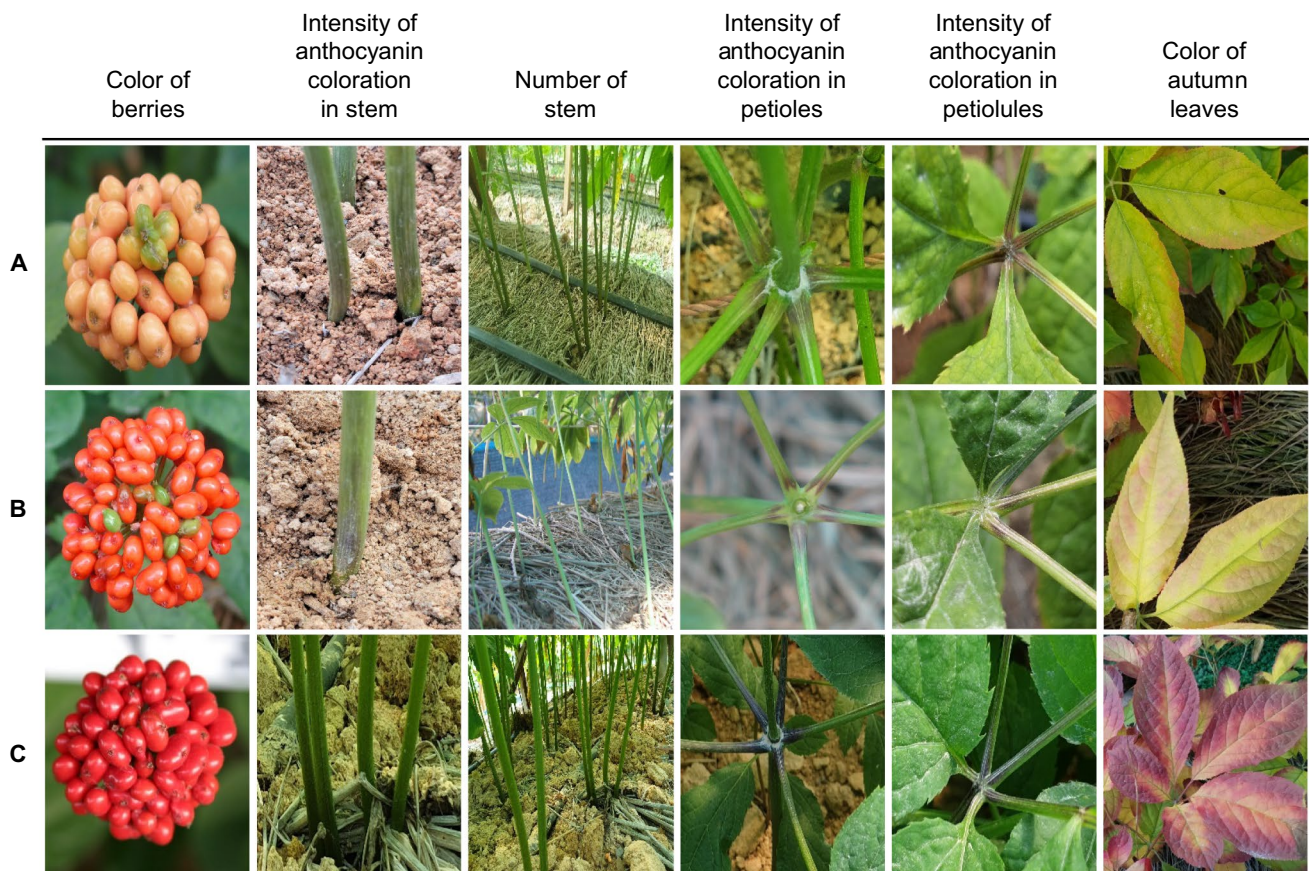 Color of
berries
Intensity of
anthocyanin
coloration
in stem
Number of
stem
Intensity of
anthocyanin
coloration in
petioles
Intensity of
anthocyanin
coloration in
petiolules
Color of
autumn
leaves
A
B
C